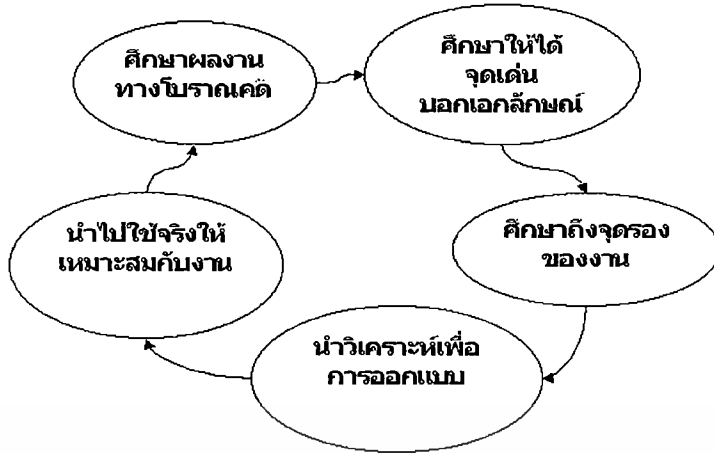 ศึกษาผลงาน
ทางโบราณคดี
ศึกษาให้ได้
จุดเด่น
บอกเอกลักษณ์
ศึกษาถึงจุดรอง
ของงาน
นำวิเคราะห์เพื่อ
การออกแบบ
นำไปใช้จริงให้
เหมาะสมกับงาน